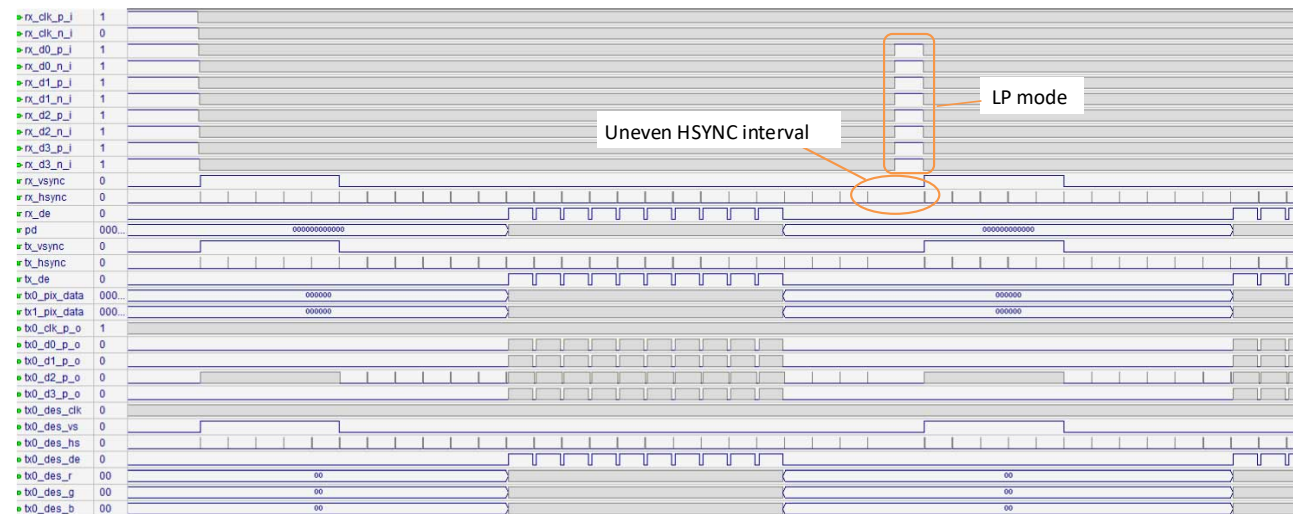 rx_clk_p_i 1
rx_clk_n_i 0
rx_d0_p_i 1
rx_d0_n_i 1
rx_d1_p_i 1
rx_d1_n_i 1
LP mode
rx_d2_p_i 1
rx_d2_n_i 1
Uneven HSYNC interval
rx_d3_p_i 1
rx_d3_n_i 1
rx_vsync 0
rx_hsync 0
rx_de 0
pd 000... 000000000000 000000000000
tx_vsync 0
tx_hsync 0
tx_de 0
tx0_pix_data 000... 000000 000000
tx1_pix_data 000... 000000 000000
tx0_clk_p_o 1
tx0_d0_p_o 0
tx0_d1_p_o 0
tx0_d2_p_o 0
tx0_d3_p_o 0
tx0_des_clk 0
tx0_des_vs 0
tx0_des_hs 0
tx0_des_de 0
tx0_des_r 00 00 00
tx0_des_g 00 00 00
tx0_des_b 00 00 00